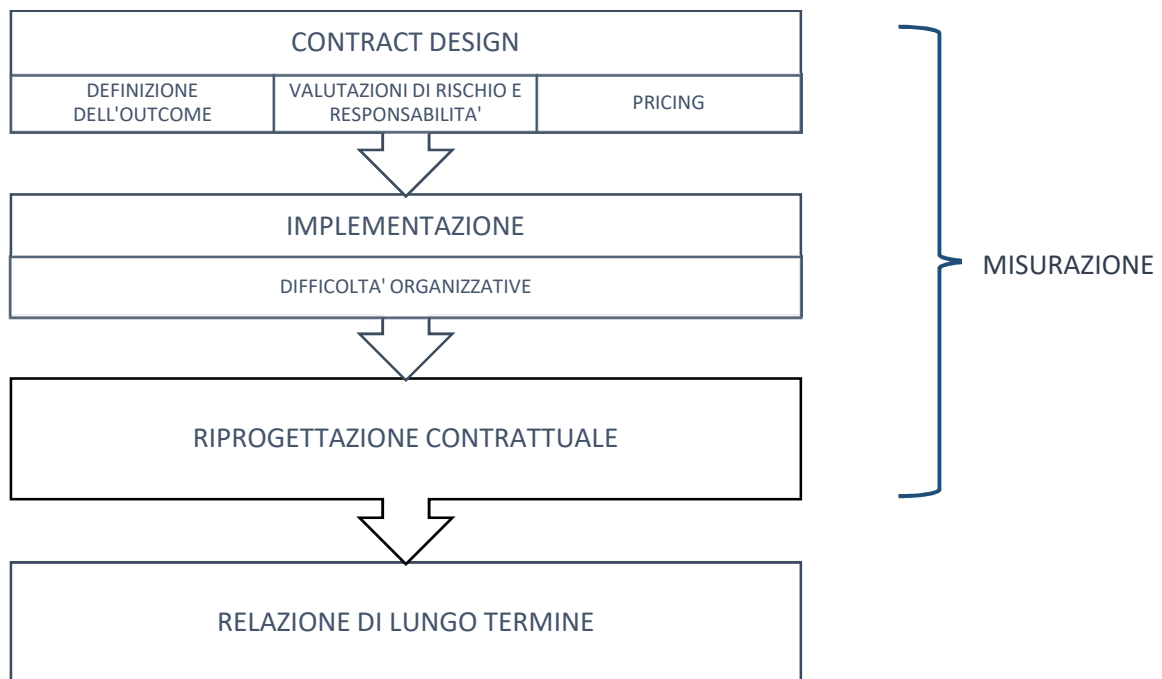 CONTRACT DESIGN
DEFINIZIONE
DELL'OUTCOME
VALUTAZIONI DI RISCHIO E
RESPONSABILITA'
PRICING
IMPLEMENTAZIONE
DIFFICOLTA' ORGANIZZATIVE
MISURAZIONE
RIPROGETTAZIONE CONTRATTUALE
RELAZIONE DI LUNGO TERMINE